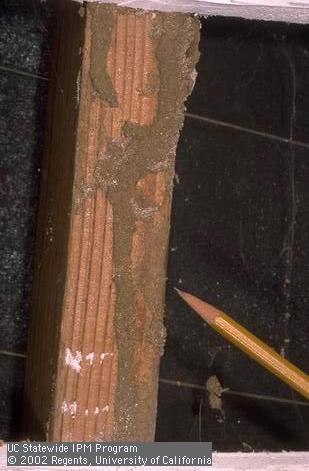 UC Statewide IPM Program
© 2002 Regents, University of California